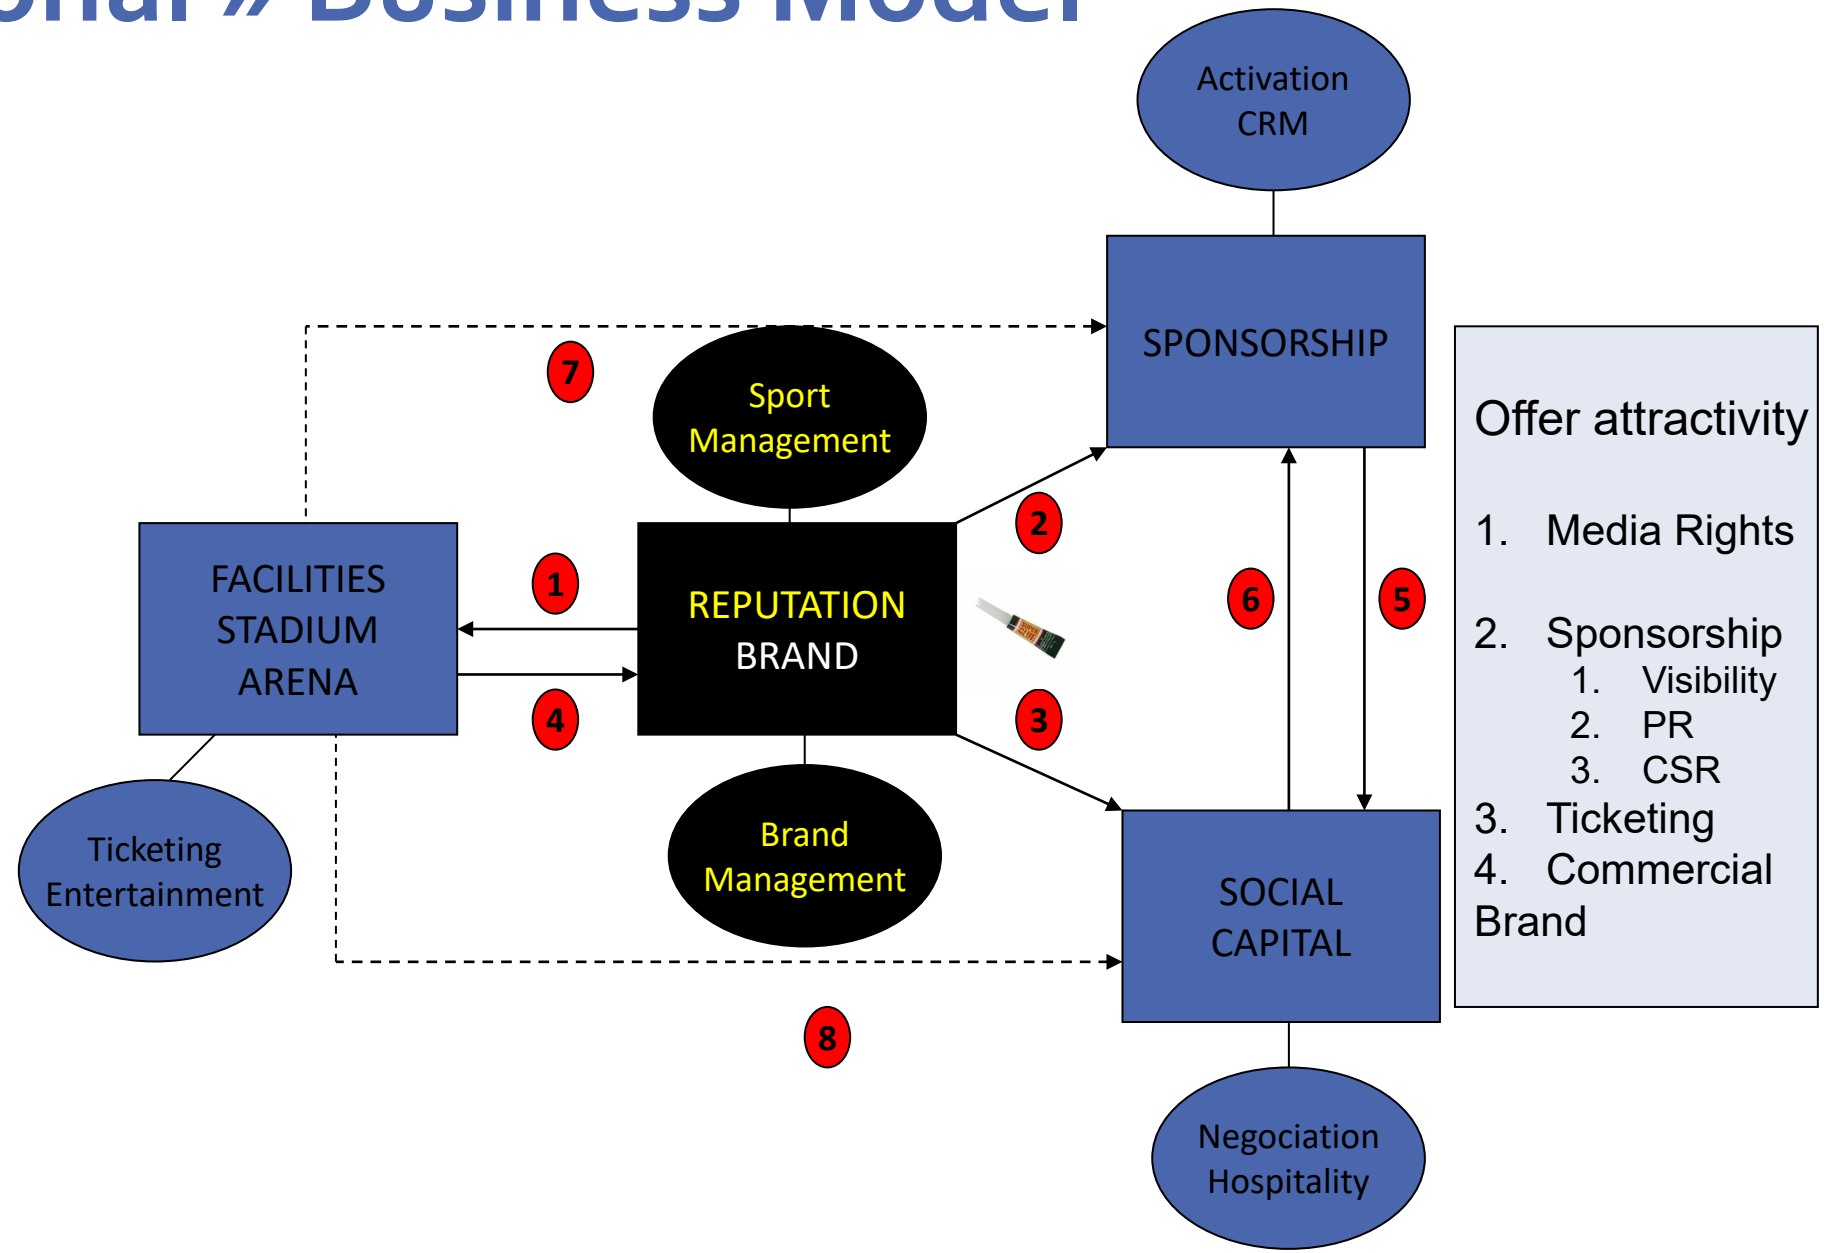 » Business Model
Activation
CRM
SPONSORSHIP
7
Sport
Management
2
FACILITIES
STADIUM
ARENA
1
REPUTATION
BRAND
6
5
4
3
Ticketing
Entertainment
Brand
Management
SOCIAL
CAPITAL
8
Negociation
Hospitality
Offer attractivity
1. Media Rights
2. Sponsorship
1. Visibility
2. PR
3. CSR
3. Ticketing
4. Commercial
Brand